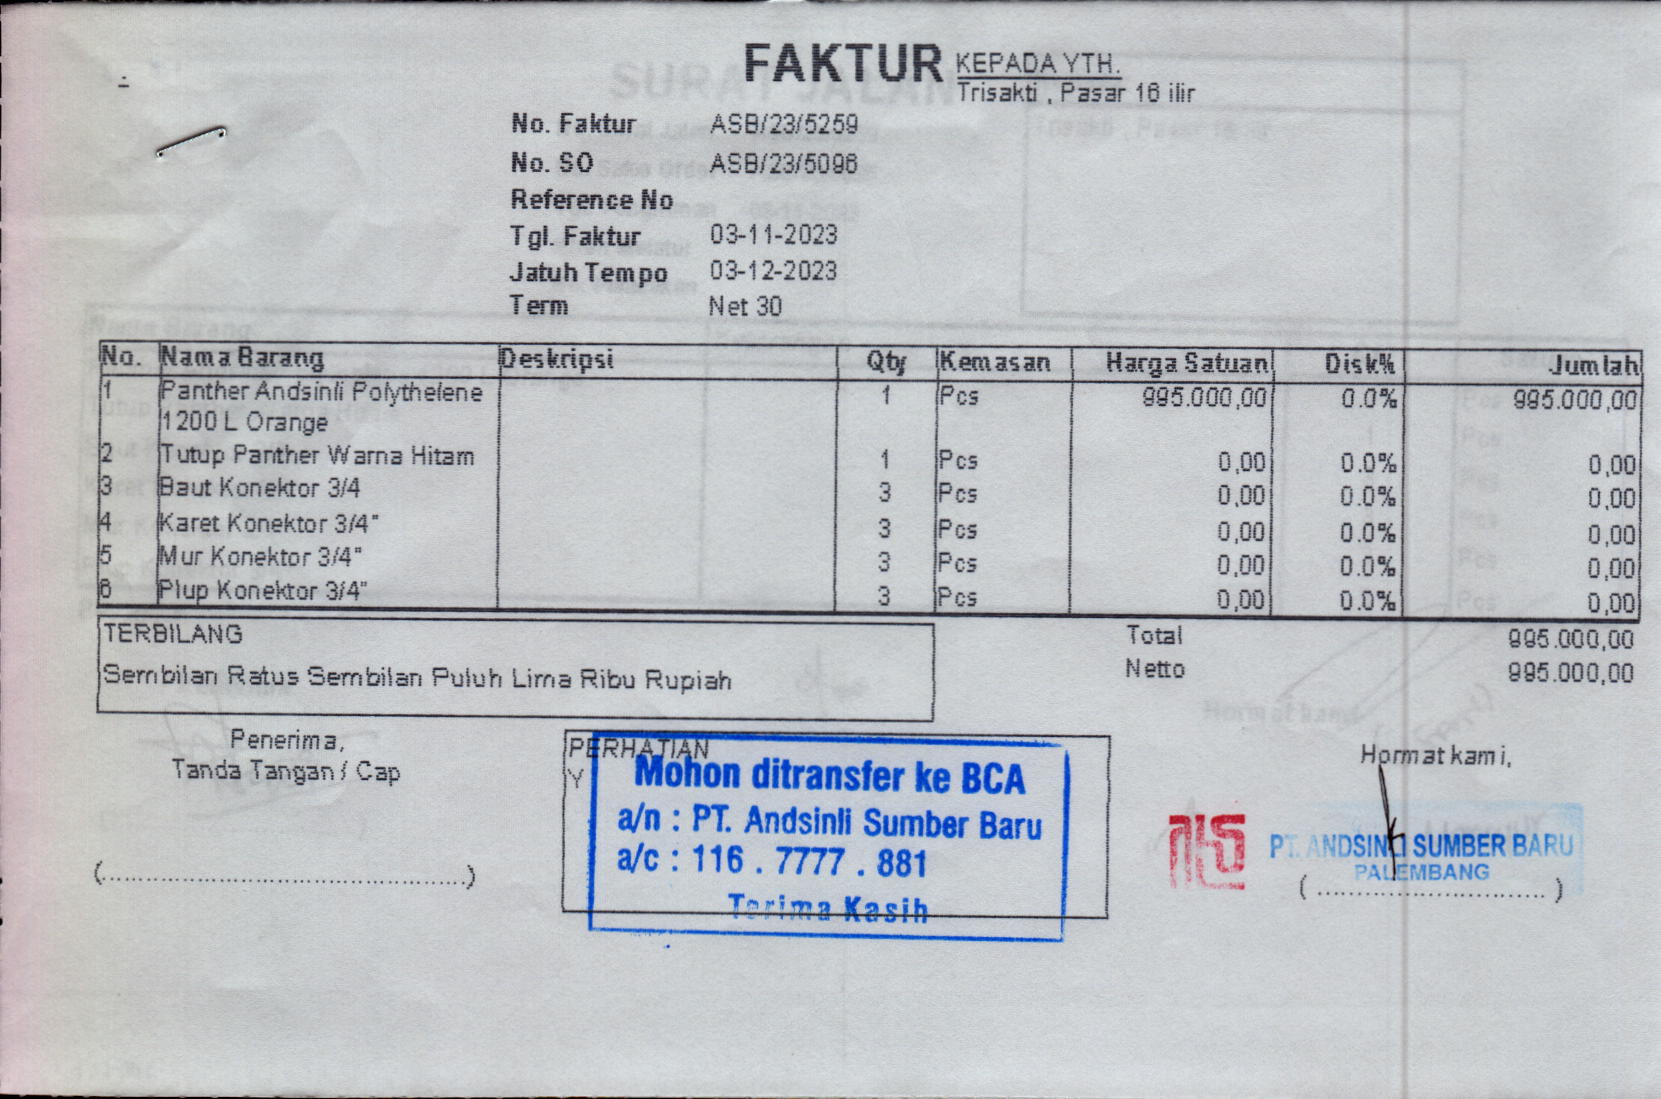 FAKTUR
KEPADA YTH.
Trisakti , Pasar 16 ilir
No. Faktur ASB/23/5259
No. SO ASB/23/5096
Reference No
Tgl. Faktur 03-11-2023
Jatuh Tempo 03-12-2023
Term Net 30
No. Nama Barang Deskripsi Qty Kemasan Harga Satuan Disk% Jumlah
1 Panther Andsinli Polythelene 1 Pcs 995.000,00 0.0% 995.000,00
1200 L Orange
2 Tutup Panther Warna Hitam 1 Pcs 0,00 0.0% 0,00
3 Baut Konektor 3/4 3 Pcs 0,00 0.0% 0,00
4 Karet Konektor 3/4" 3 Pcs 0,00 0.0% 0,00
5 Mur Konektor 3/4" 3 Pcs 0,00 0.0% 0,00
6 Plup Konektor 3/4" 3 Pcs 0,00 0.0% 0,00
TERBILANG
Sembilan Ratus Sembilan Puluh Lima Ribu Rupiah
Total 995.000,00
Netto 995.000,00
Penerima,
Tanda Tangan / Cap
(..........................................)
PERHATIAN
Y
Mohon ditransfer ke BCA
a/n : PT. Andsinli Sumber Baru
a/c : 116 . 7777 . 881
Terima Kasih
Hormat kami,
PT. ANDSINLI SUMBER BARU
PALEMBANG
(..........................)